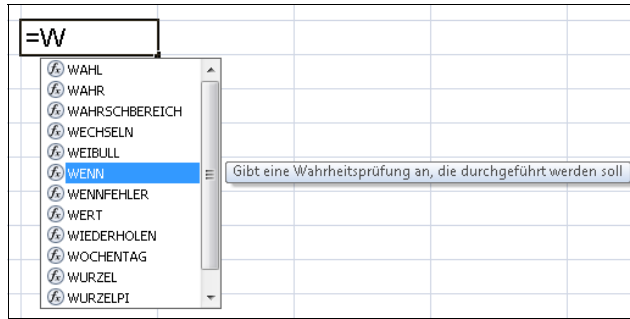 =W
WAHL
WAHR
WAHRSCHBEREICH
WECHSELN
WEIBULL
WENN
Gibt eine Wahrheitsprüfung an, die durchgeführt werden soll
WENNFEHLER
WERT
WIEDERHOLEN
WOCHENTAG
WURZEL
WURZELPI